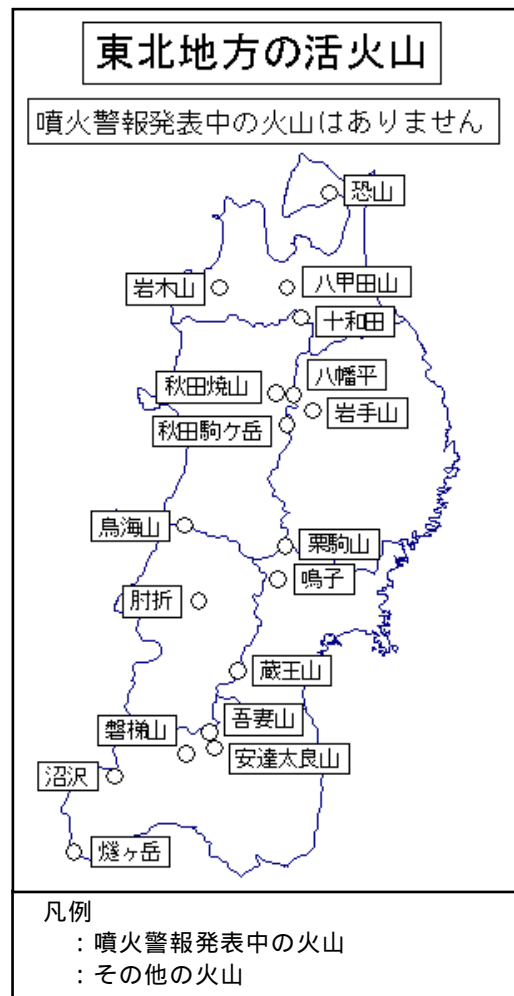 東北地方の活火山
噴火警報発表中の火山はありません
恐山
岩木山
八甲田山
十和田
八幡平
秋田焼山
岩手山
秋田駒ケ岳
鳥海山
栗駒山
鳴子
肘折
蔵王山
吾妻山
磐梯山
安達太良山
沼沢
燧ヶ岳
凡例
：噴火警報発表中の火山
：その他の火山